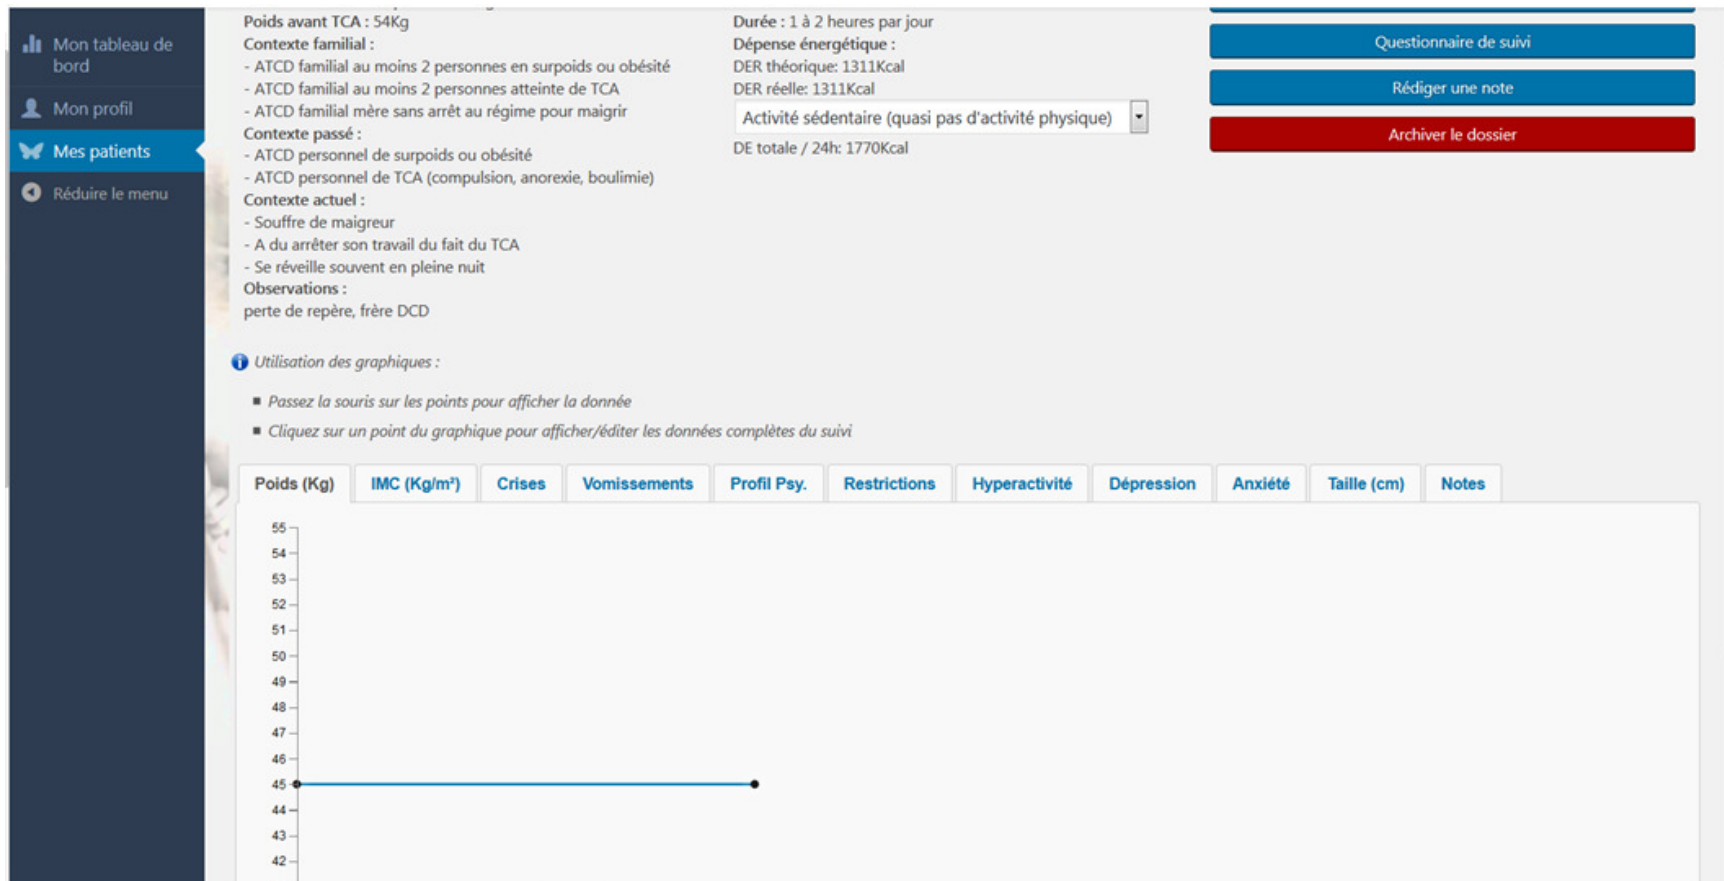 Mon tableau de
bord
Mon profil
Mes patients
Réduire le menu
Poids avant TCA : 54Kg
Contexte familial :
- ATCD familial au moins 2 personnes en surpoids ou obésité
- ATCD familial au moins 2 personnes atteinte de TCA
- ATCD familial mère sans arrêt au régime pour maigrir
Contexte passé :
- ATCD personnel de surpoids ou obésité
- ATCD personnel de TCA (compulsion, anorexie, boulimie)
Contexte actuel :
- Souffre de maigreur
- A du arrêter son travail du fait du TCA
- Se réveille souvent en pleine nuit
Observations :
perte de repère, frère DCD
Durée : 1 à 2 heures par jour
Dépense énergétique :
DER théorique: 1311Kcal
DER réelle: 1311Kcal
Activité sédentaire (quasi pas d'activité physique)
DE totale / 24h: 1770Kcal
Questionnaire de suivi
Rédiger une note
Archiver le dossier
Utilisation des graphiques :
Passez la souris sur les points pour afficher la donnée
Cliquez sur un point du graphique pour afficher/éditer les données complètes du suivi
Poids (Kg) IMC (Kg/m²) Crises Vomissements Profil Psy. Restrictions Hyperactivité Dépression Anxiété Taille (cm) Notes
55
54
53
52
51
50
49
48
47
46
45
44
43
42